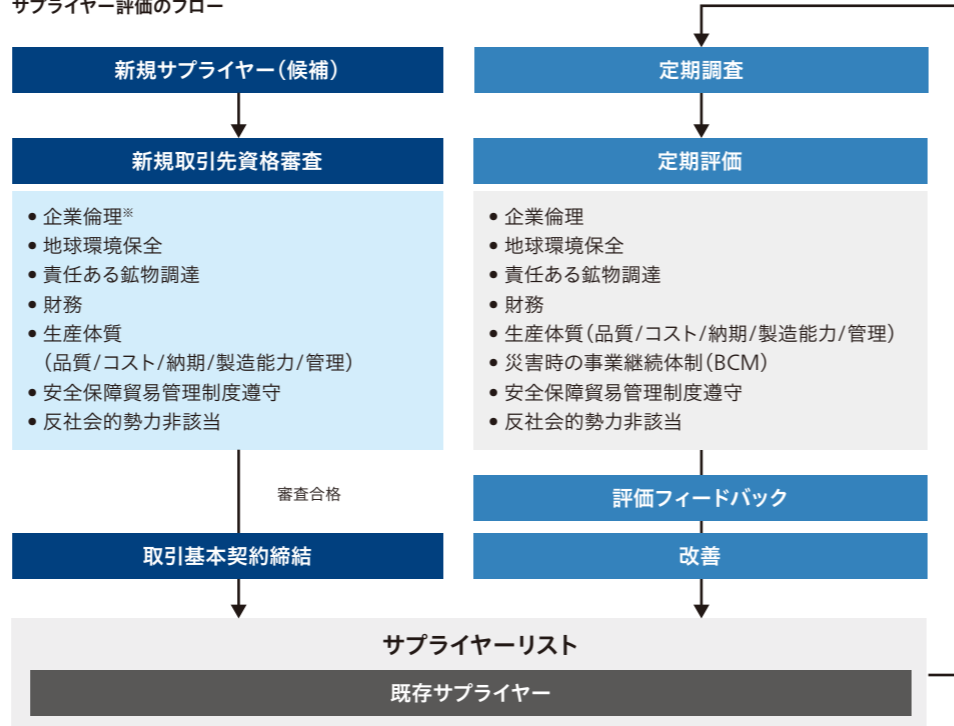 サプライヤー評価のフロー
新規サプライヤー(候補)
新規取引先資格審査
• 企業倫理※
• 地球環境保全
• 責任ある鉱物調達
• 財務
• 生産体質
(品質/コスト/納期/製造能力/管理)
• 安全保障貿易管理制度遵守
• 反社会的勢力非該当
審査合格
取引基本契約締結
定期調査
定期評価
• 企業倫理
• 地球環境保全
• 責任ある鉱物調達
• 財務
• 生産体質(品質/コスト/納期/製造能力/管理)
• 災害時の事業継続体制(BCM)
• 安全保障貿易管理制度遵守
• 反社会的勢力非該当
評価フィードバック
改善
サプライヤーリスト
既存サプライヤー